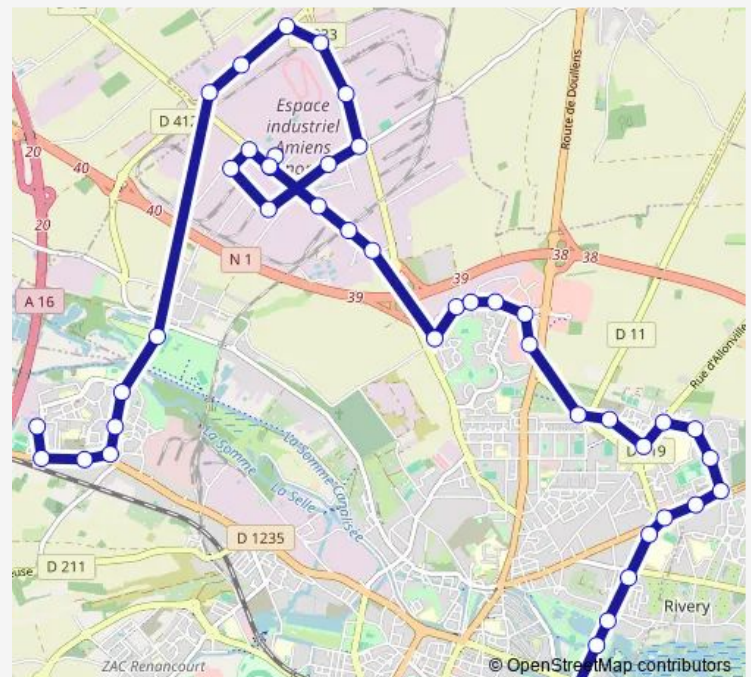 D 412
Espace
industriel
Amiens
Route de Doullens
20
40
40
20
N 1
38
38
39
39
A 16
D 11
Rue d'Allonville
La Somme
La Somme Canalisée
La Selle
D 1235
D 211
Rivery
ZAC Renancourt
© OpenStreetMap contributors